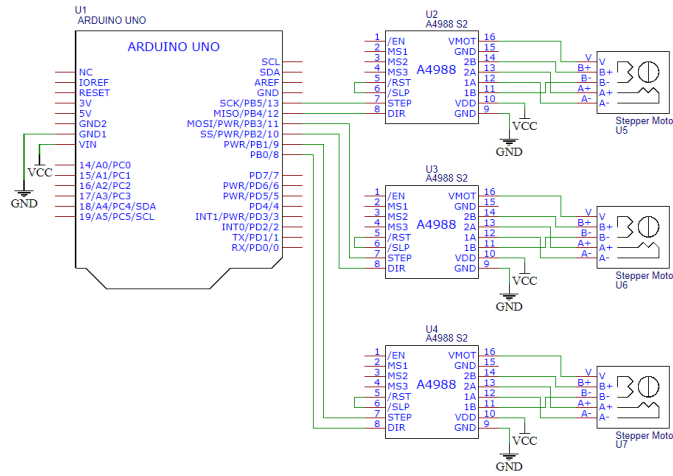 U1
ARDUINO UNO
ARDUINO UNO
SCL
NC SDA
IOREF AREF
RESET GND
3V SCK/PB5/13
5V MISO/PB4/12
GND2 MOSI/PWR/PB3/11
GND1 SS/PWR/PB2/10
VIN PWR/PB1/9
PB0/8
14/A0/PC0
15/A1/PC1 PD7/7
16/A2/PC2 PWR/PD6/6
17/A3/PC3 PWR/PD5/5
18/A4/PC4/SDA PD4/4
19/A5/PC5/SCL INT1/PWR/PD3/3
INT0/PD2/2
TX/PD1/1
RX/PD0/0
VCC
GND
U2
A4988 S2
1 /EN VMOT 16
2 MS1 GND 15
3 MS2 2B 14
4 MS3 A4988 2A 13
5 /RST 1A 12
6 /SLP 1B 11
7 STEP VDD 10
8 DIR GND 9
VCC
GND
V V
B+ B+
B- B-
A+ A+
A- A-
Stepper Moto
U5
U3
A4988 S2
1 /EN VMOT 16
2 MS1 GND 15
3 MS2 2B 14
4 MS3 A4988 2A 13
5 /RST 1A 12
6 /SLP 1B 11
7 STEP VDD 10
8 DIR GND 9
VCC
GND
V V
B+ B+
B- B-
A+ A+
A- A-
Stepper Moto
U6
U4
A4988 S2
1 /EN VMOT 16
2 MS1 GND 15
3 MS2 2B 14
4 MS3 A4988 2A 13
5 /RST 1A 12
6 /SLP 1B 11
7 STEP VDD 10
8 DIR GND 9
VCC
GND
V V
B+ B+
B- B-
A+ A+
A- A-
Stepper Moto
U7